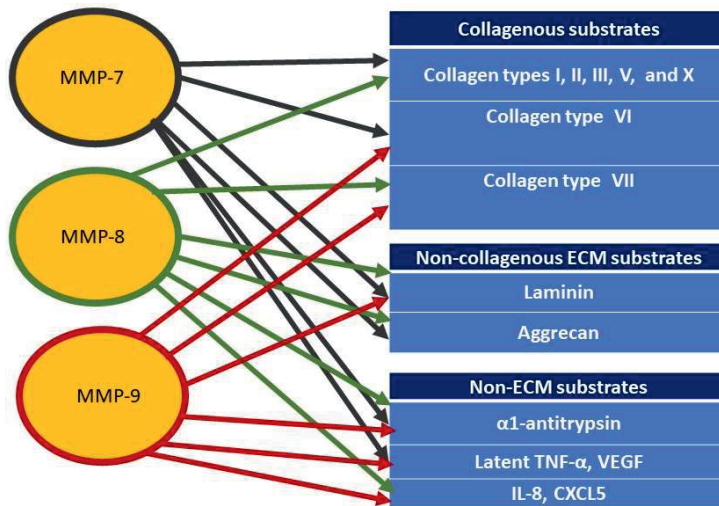 MMP-7
MMP-8
MMP-9
Collagenous substrates
Collagen types I, II, III, V, and X
Collagen type VI
Collagen type VII
Non-collagenous ECM substrates
Laminin
Aggrecan
Non-ECM substrates
α1-antitrypsin
Latent TNF-α, VEGF
IL-8, CXCL5